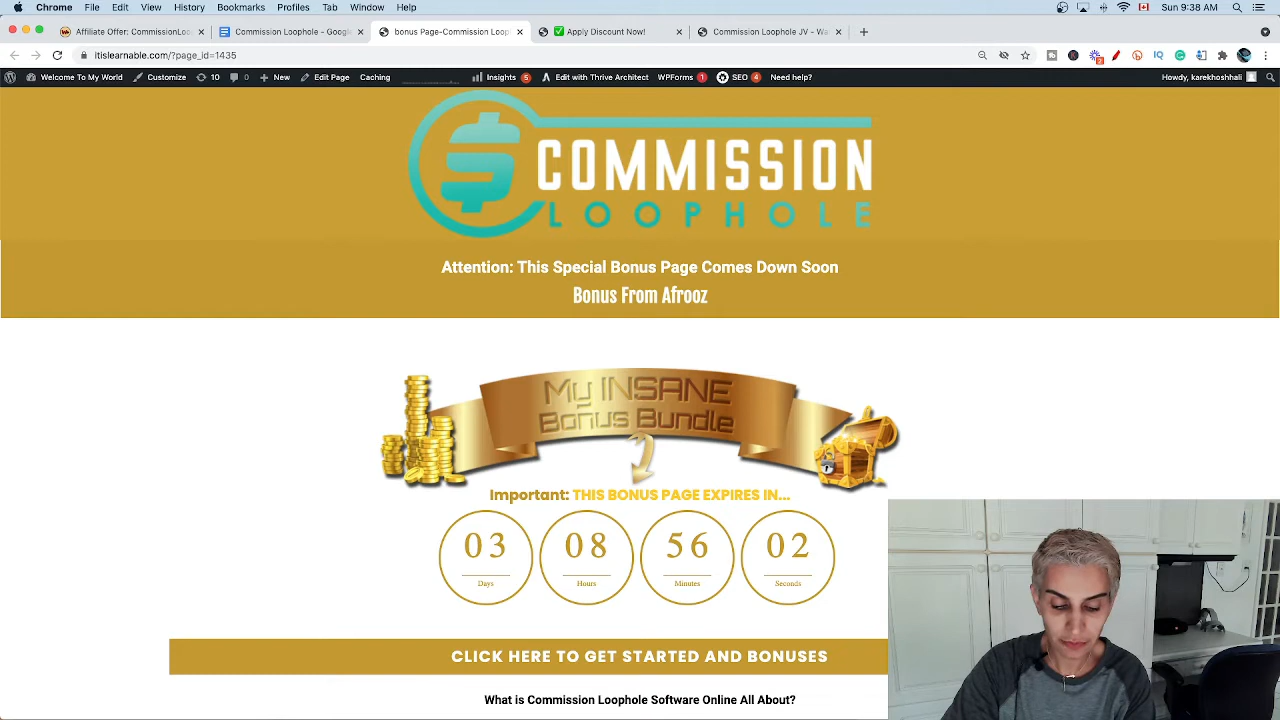 Chrome File Edit View History Bookmarks Profiles Tab Window Help Sun 9:38 AM
Affiliate Offer: CommissionLoo Commission Loophole - Google bonus Page-Commission Loop Apply Discount Now! Commission Loophole JV - Wa
itislearnable.com/?page_id=1435
Welcome To My World Customize 10 0 New Edit Page Caching Insights 5 Edit with Thrive Architect WPForms 1 SEO 4 Need help? Howdy, karekhoshhali
$ COMMISSION
LOOPHOLE
Attention: This Special Bonus Page Comes Down Soon
Bonus From Afrooz
My INSANE
Bonus Bundle
Important: THIS BONUS PAGE EXPIRES IN...
03 08 56 02
Days Hours Minutes Seconds
CLICK HERE TO GET STARTED AND BONUSES
What is Commission Loophole Software Online All About?